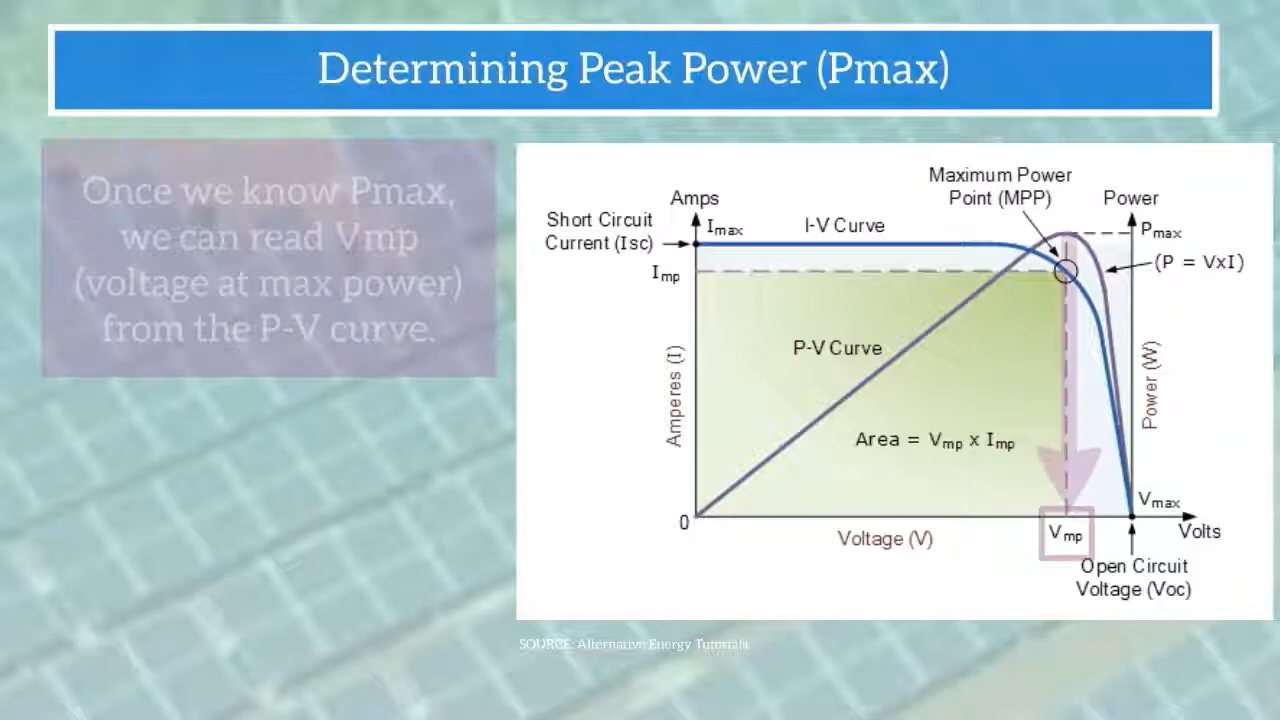 Determining Peak Power (Pmax)
Once we know Pmax,
we can read Vmp
(voltage at max power)
from the P-V curve.
Maximum Power
Point (MPP)
Amps
Power
Short Circuit
Current (Isc)
Imax
I-V Curve
Pmax
Imp
(P = VxI)
P-V Curve
Amperes (I)
Power (W)
Area = Vmp x Imp
Vmax
0
Voltage (V)
Vmp
Volts
Open Circuit
Voltage (Voc)
SOURCE: Alternative Energy Tutorials